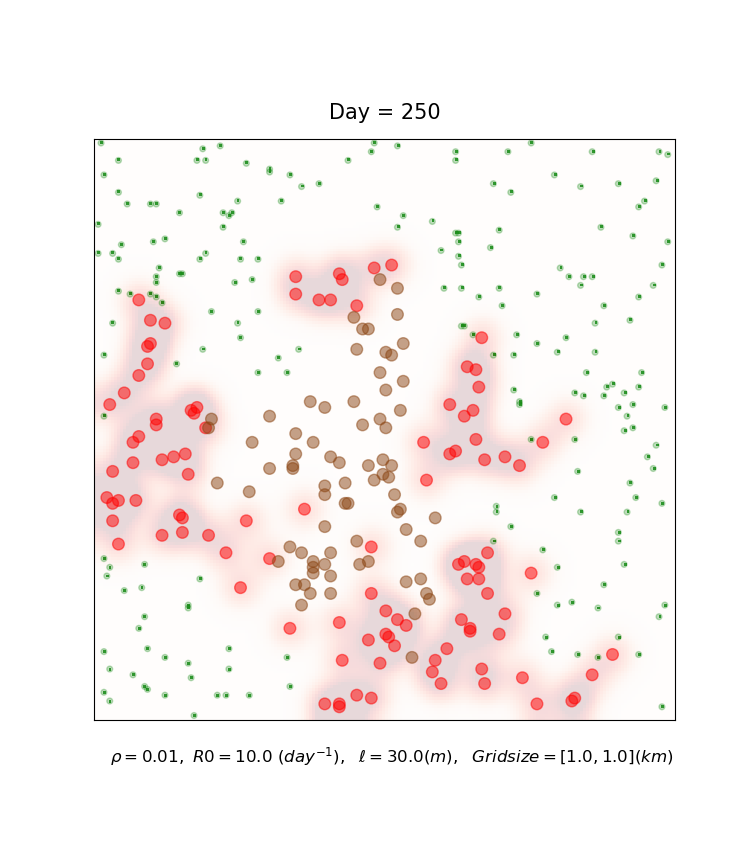 Day = 250
ρ = 0.01, R0 = 10.0 (day⁻¹), ℓ = 30.0(m), Gridsize = [1.0, 1.0](km)